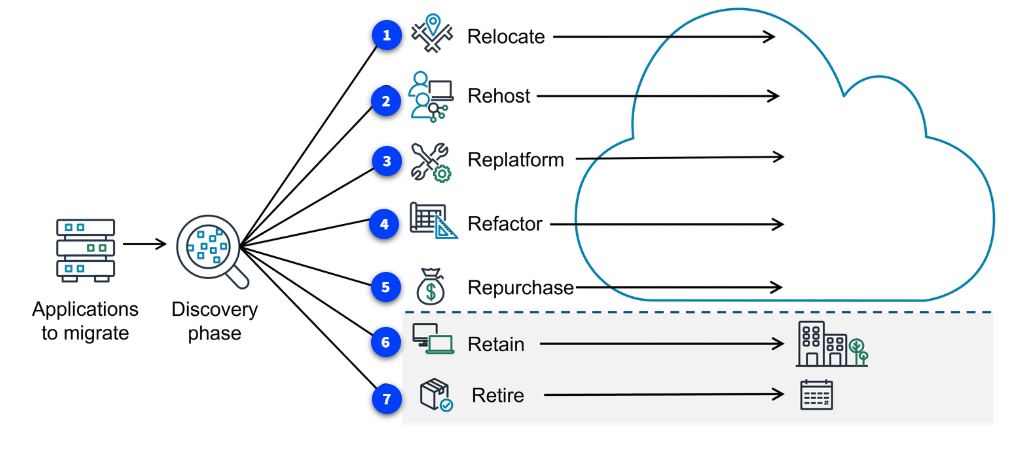 1 Relocate
2 Rehost
3 Replatform
4 Refactor
Applications
to migrate
Discovery
phase
5 Repurchase
$
6 Retain
7 Retire